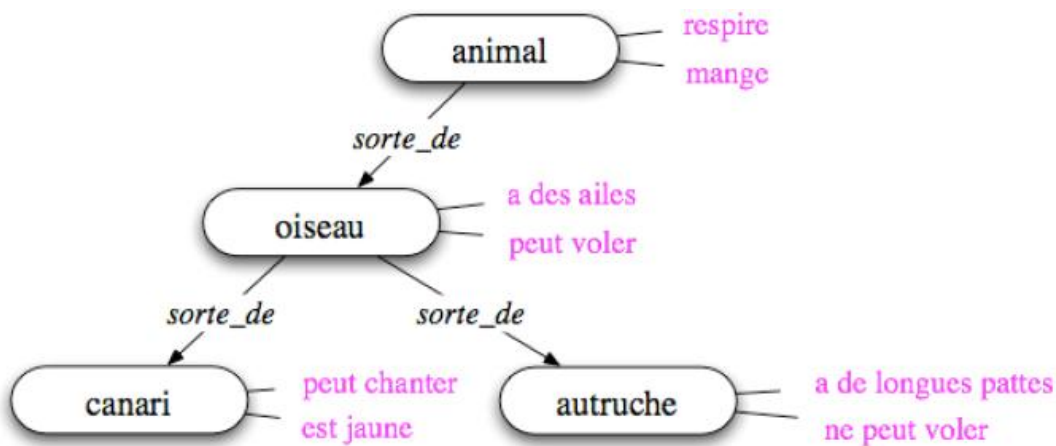 animal
respire
mange
sorte_de
oiseau
a des ailes
peut voler
sorte_de
sorte_de
canari
peut chanter
est jaune
autruche
a de longues pattes
ne peut voler